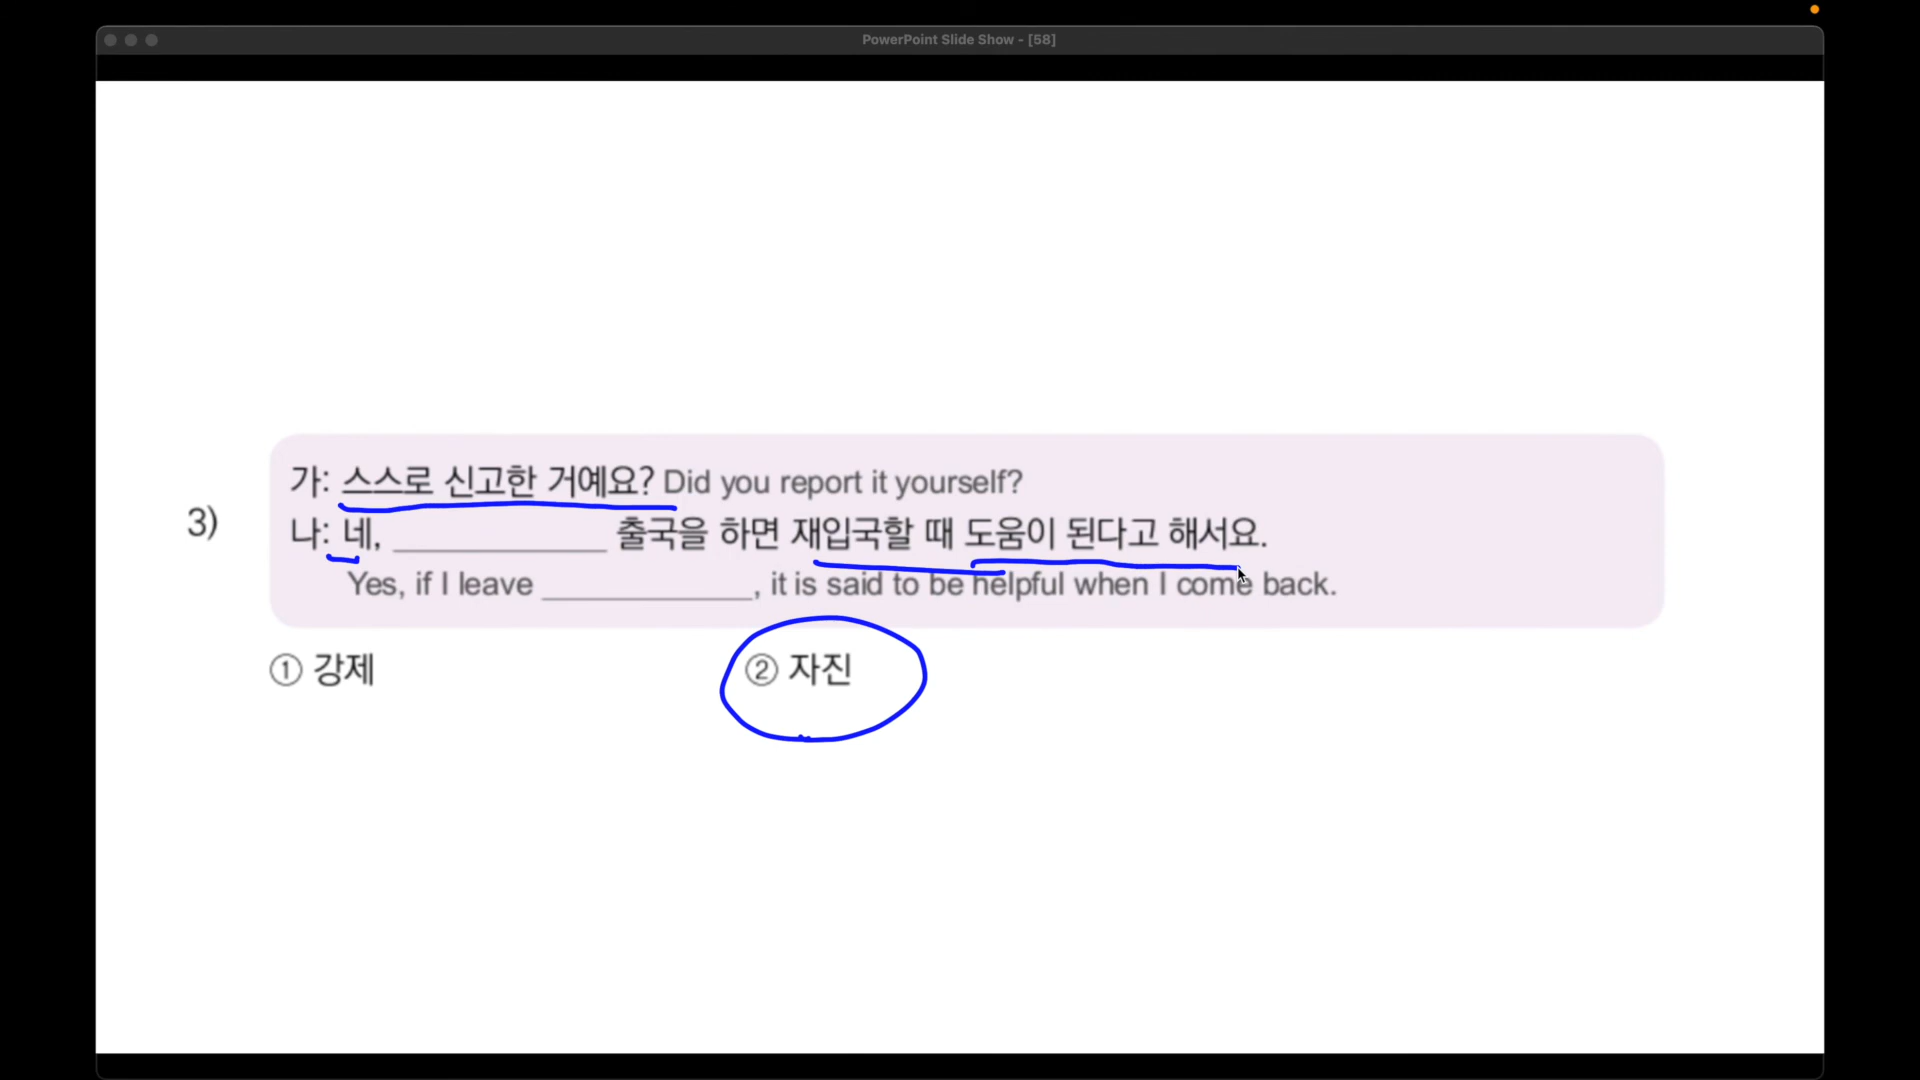 PowerPoint Slide Show - [58]
가: 스스로 신고한 거예요? Did you report it yourself?
3)
나: 네, ______________ 출국을 하면 재입국할 때 도움이 된다고 해서요.
Yes, if I leave ______________, it is said to be helpful when I come back.
① 강제 ② 자진